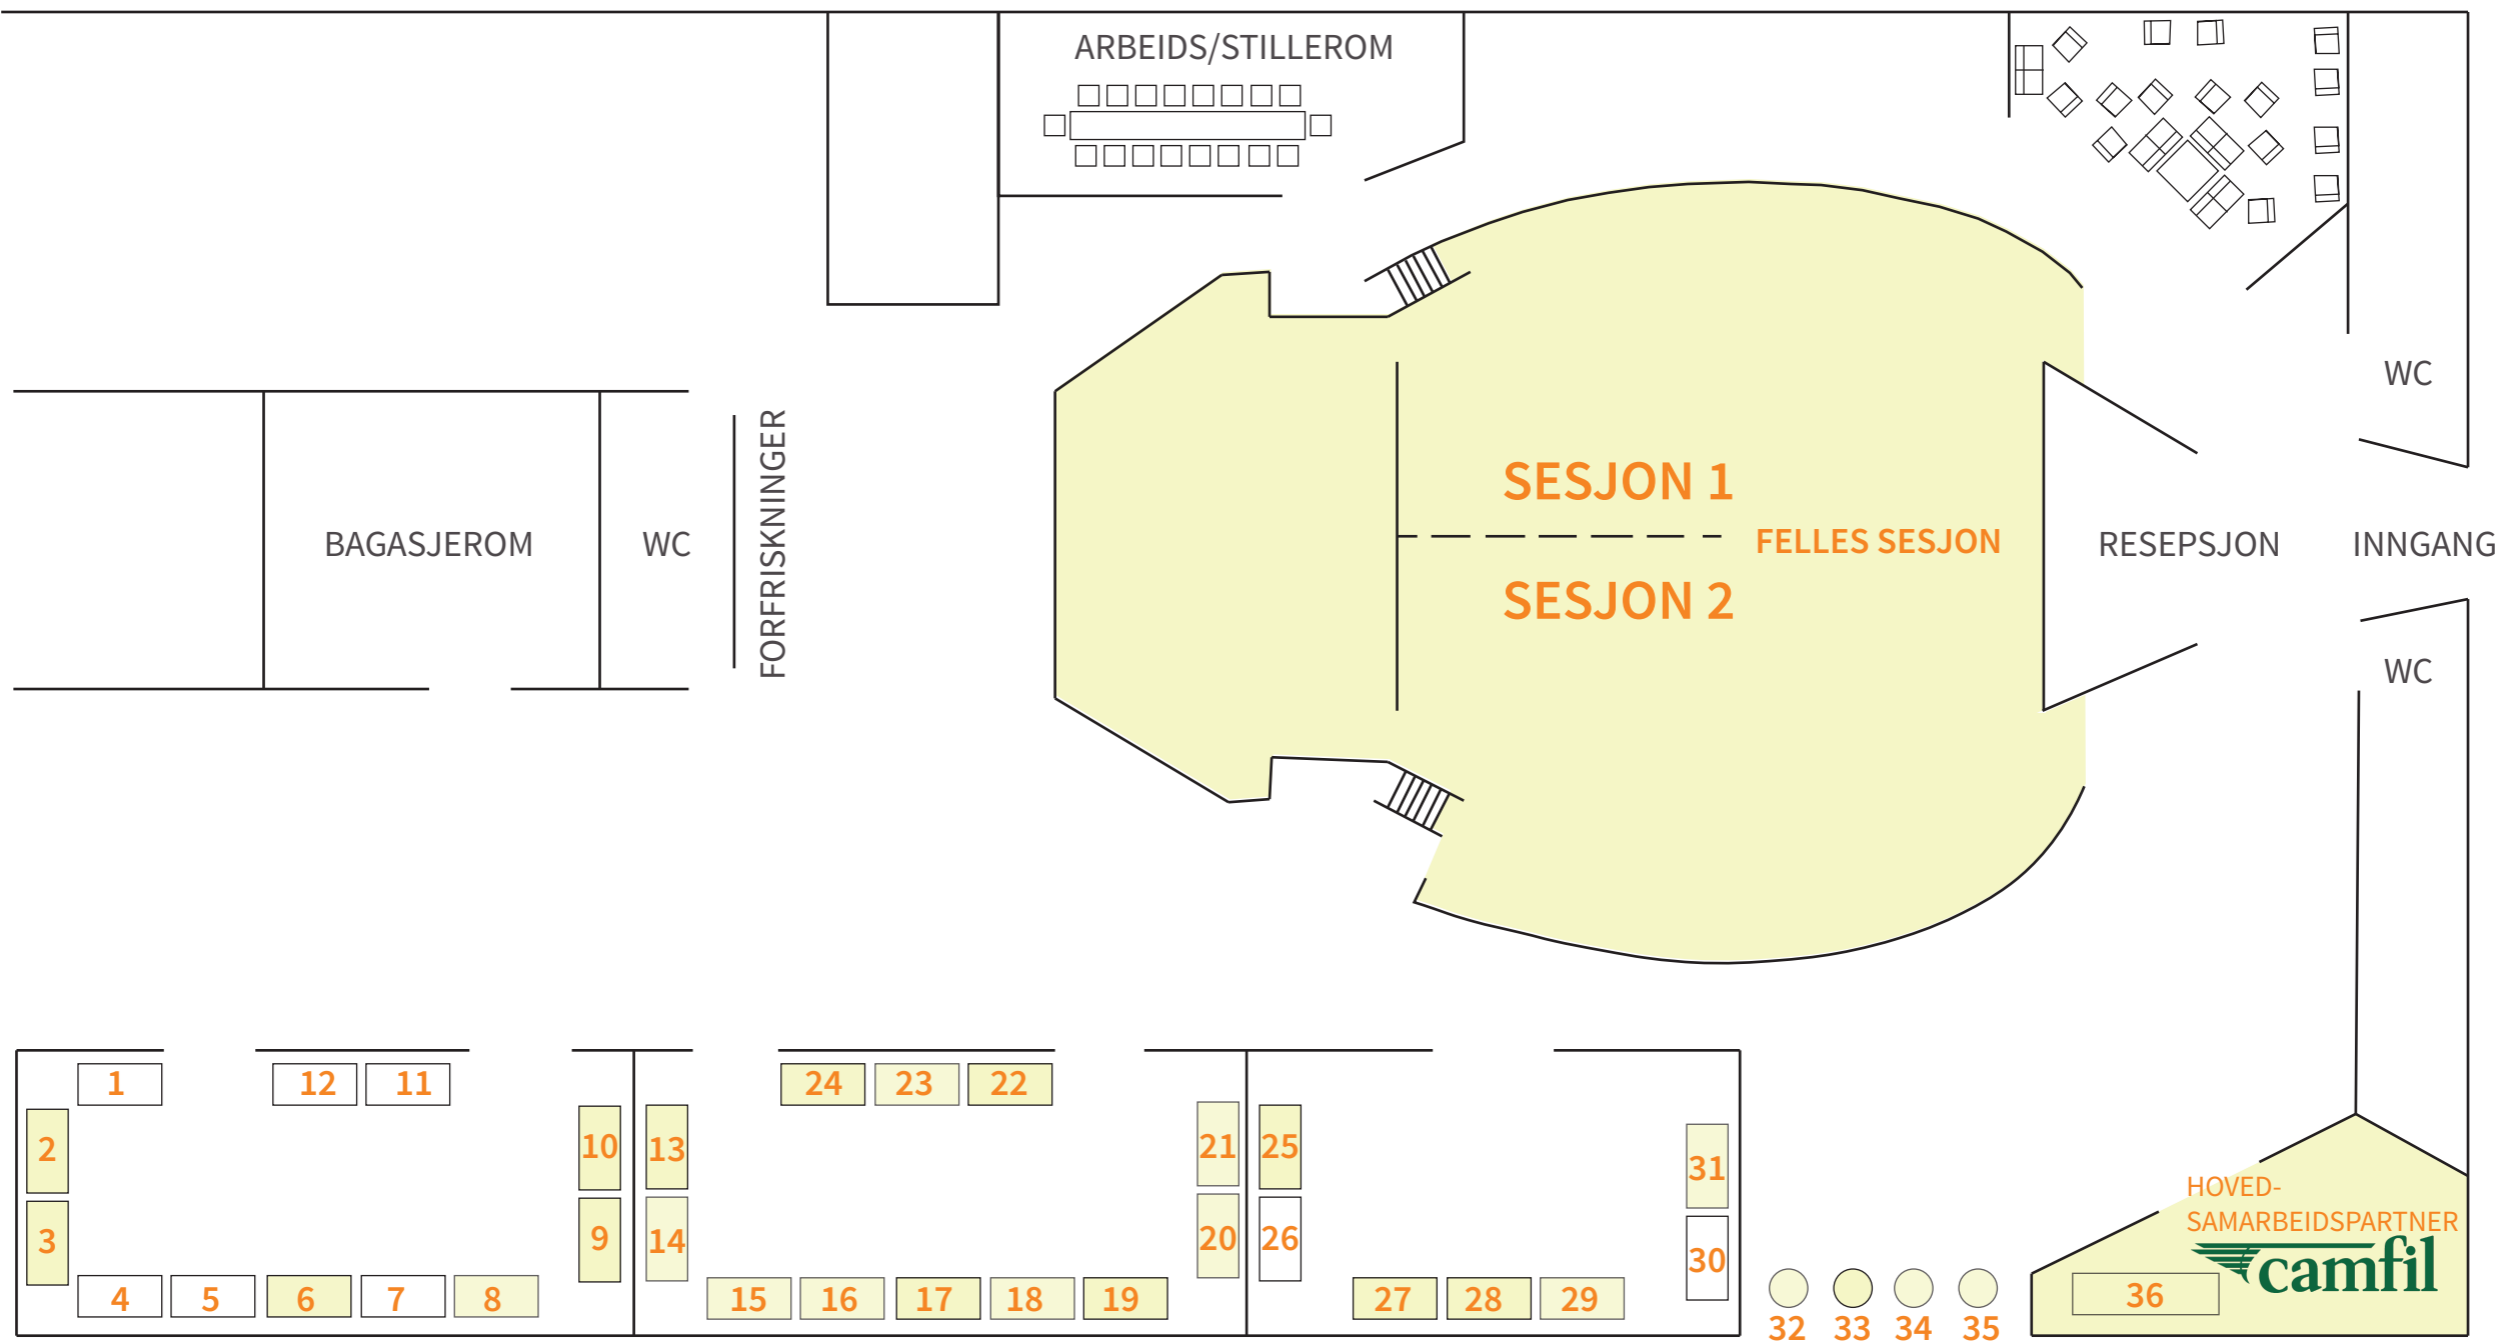 ARBEIDS/STILLEROM
WC
SESJON 1
FELLES SESJON
SESJON 2
BAGASJEROM
WC
FORFRISKNINGER
RESEPSJON
INNGANG
WC
1
12
11
24
23
22
2
10
13
21
25
31
3
9
14
20
26
30
4
5
6
7
8
15
16
17
18
19
27
28
29
32
33
34
35
HOVED-
SAMARBEIDSPARTNER
camfil
36